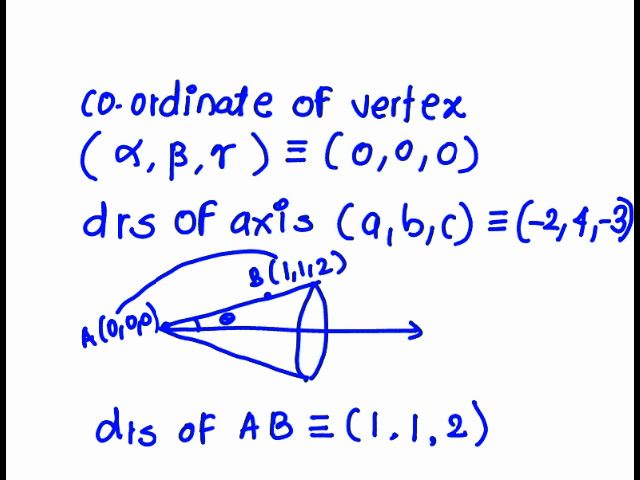 co-ordinate of vertex
(α, β, γ) ≡ (0, 0, 0)
drs of axis (a, b, c) ≡ (-2, 4, -3)
B (1, 1, 2)
A (0, 0, 0)
θ
drs of AB ≡ (1, 1, 2)